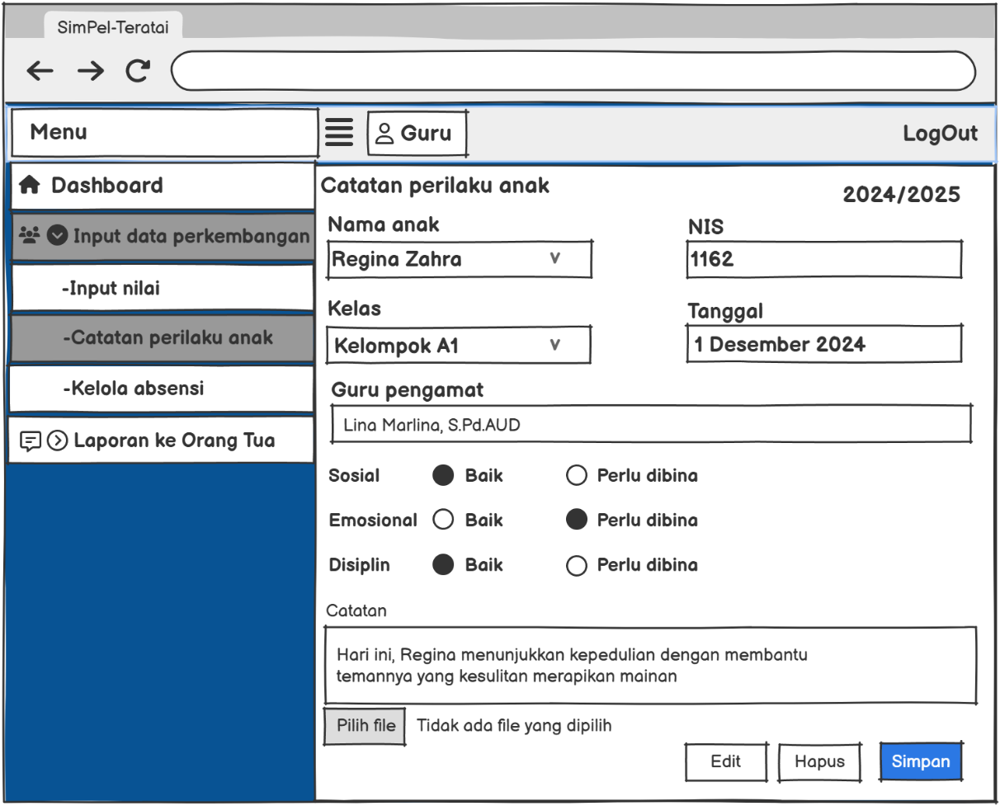 SimPel-Teratai
Menu
Guru
LogOut
Dashboard
Input data perkembangan
-Input nilai
-Catatan perilaku anak
-Kelola absensi
Laporan ke Orang Tua
Catatan perilaku anak
2024/2025
Nama anak
NIS
Regina Zahra
1162
Kelas
Tanggal
Kelompok A1
1 Desember 2024
Guru pengamat
Lina Marlina, S.Pd.AUD
Sosial Baik Perlu dibina
Emosional Baik Perlu dibina
Disiplin Baik Perlu dibina
Catatan
Hari ini, Regina menunjukkan kepedulian dengan membantu
temannya yang kesulitan merapikan mainan
Pilih file Tidak ada file yang dipilih
Edit Hapus Simpan